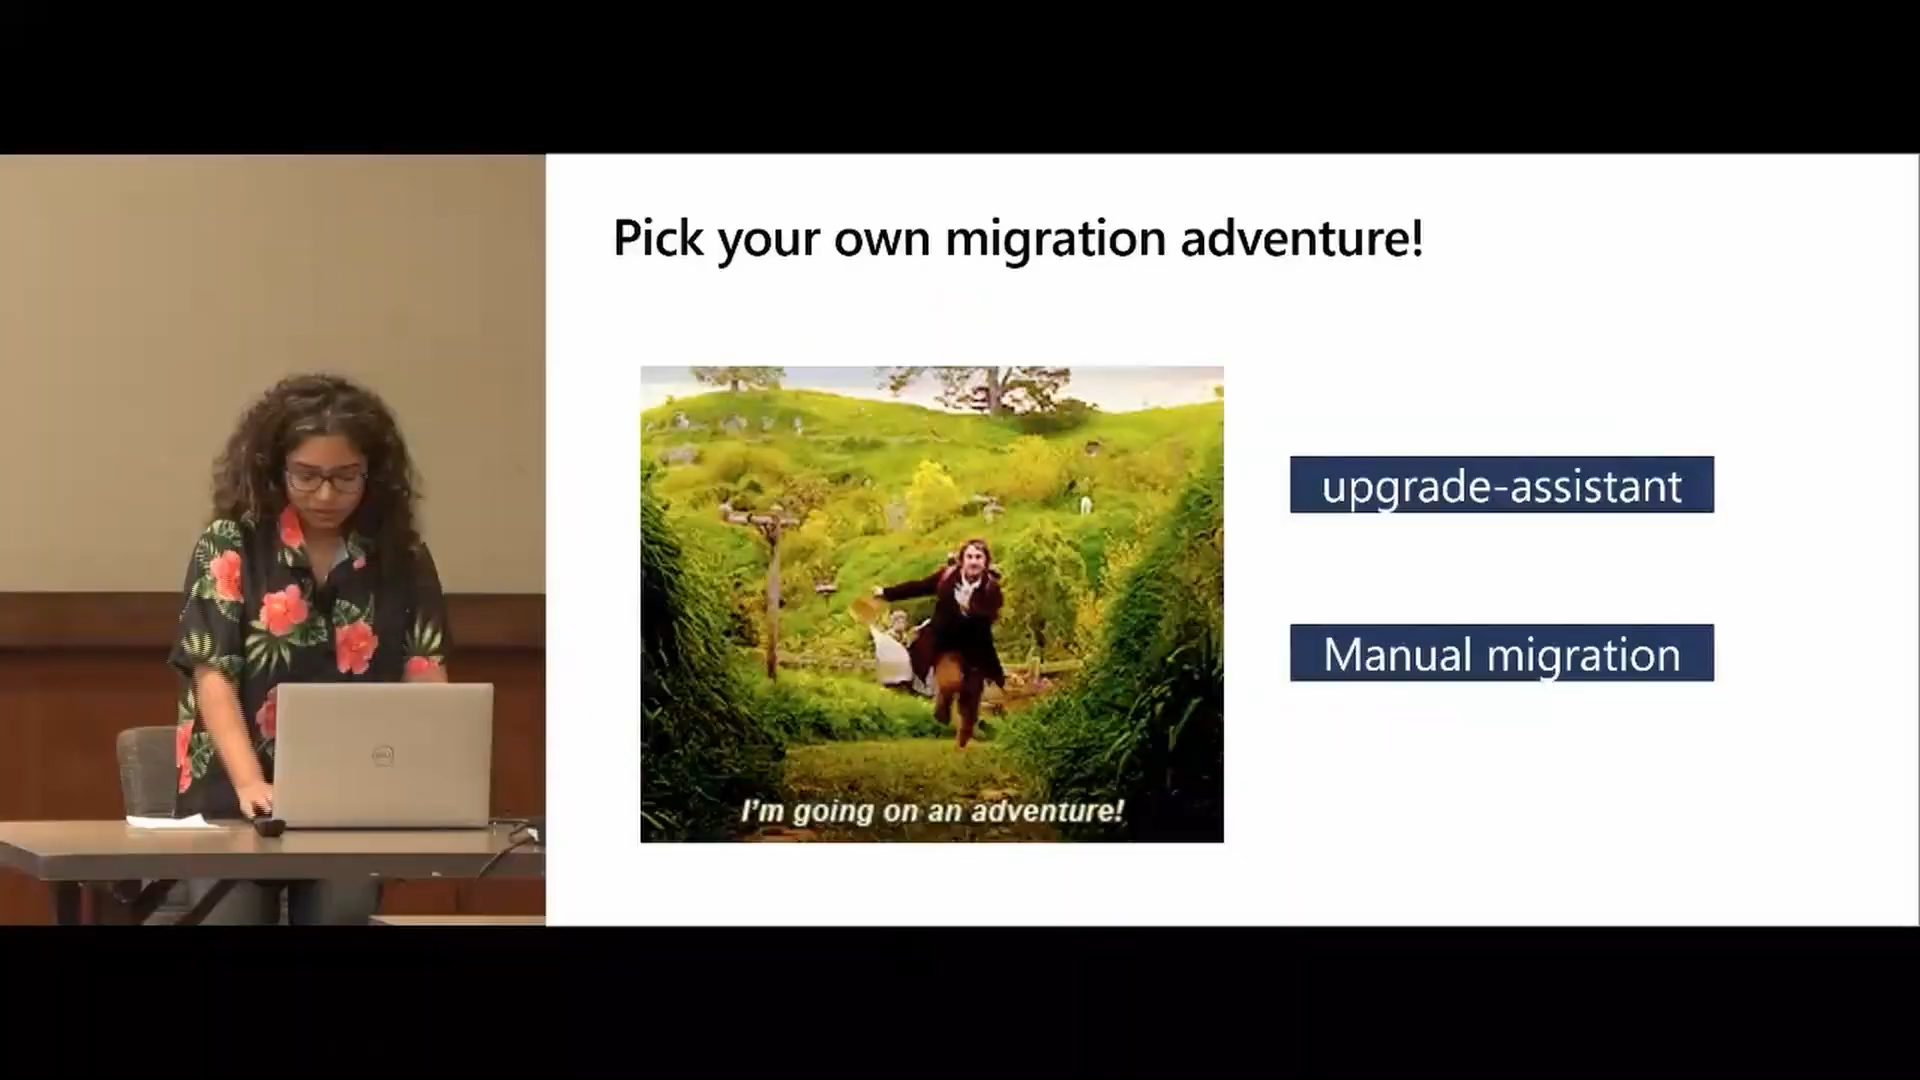 Pick your own migration adventure!
upgrade-assistant
Manual migration
I'm going on an adventure!